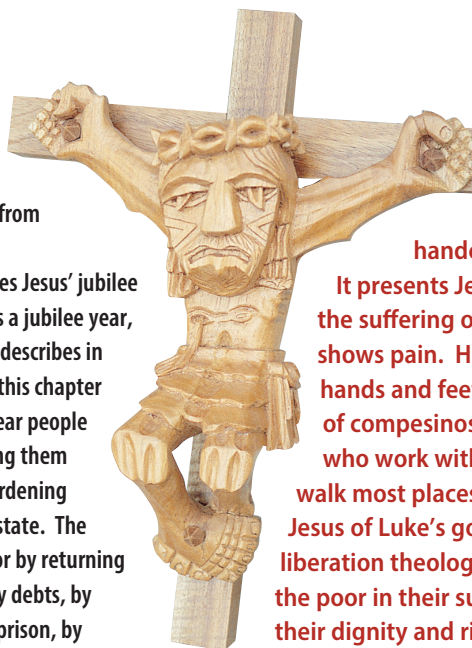 from
es Jesus’ jubilee
s a jubilee year,
describes in
this chapter
ear people
ng them
rdening
state. The
or by returning
y debts, by
prison, by
hande
It presents Je
the suffering o
shows pain. H
hands and fee
of compesinos
who work with
walk most places
Jesus of Luke’s go
liberation theolog
the poor in their su
their dignity and ri